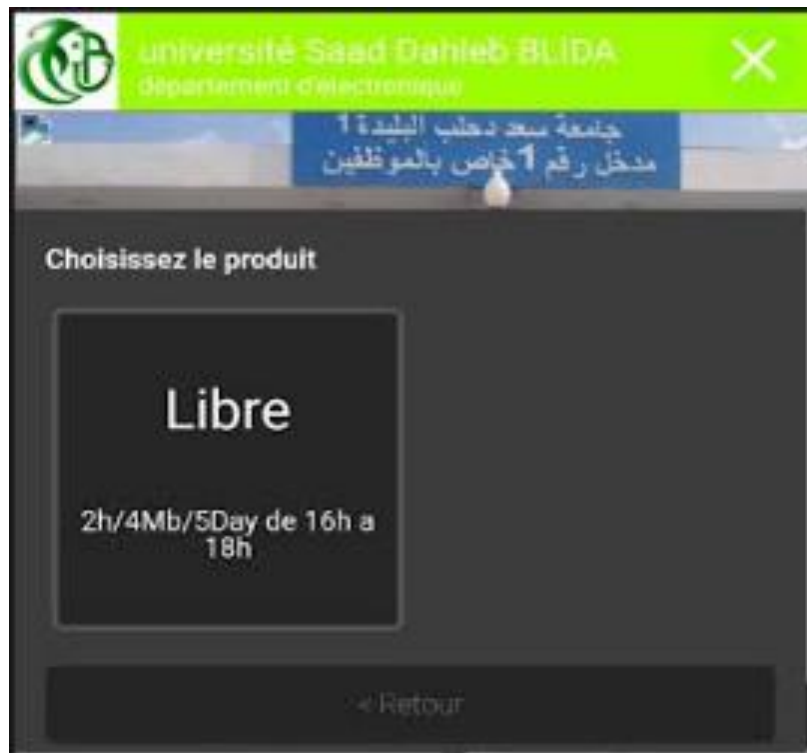 université Saad Dahleb BLIDA
département d'électronique
جامعة سعد دحلب البليدة 1
مدخل رقم 1 خاص بالموظفين
Choisissez le produit
Libre
2h/4Mb/5Day de 16h a
18h
< Retour